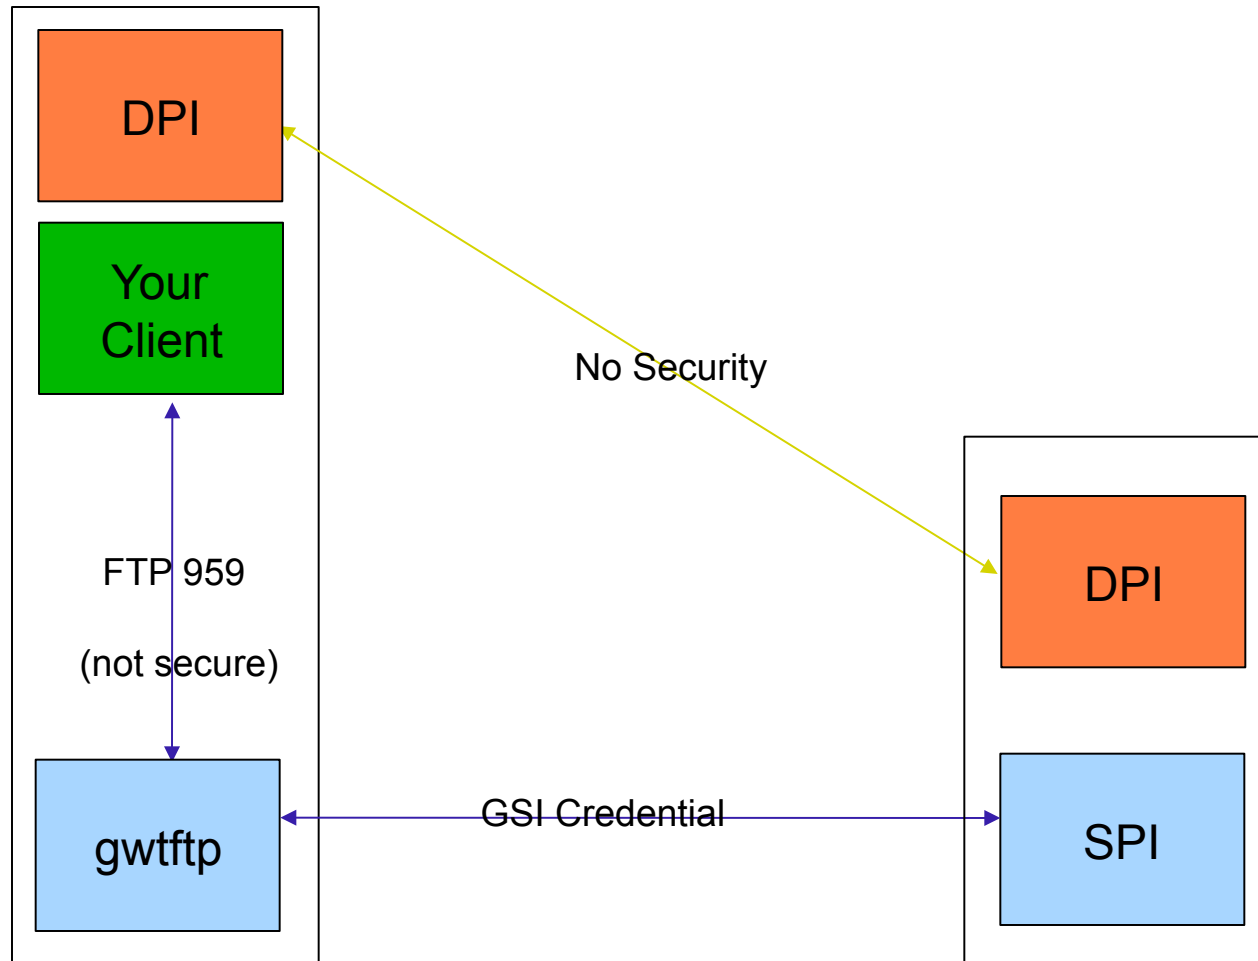 DPI
Your
Client
No Security
FTP 959
(not secure)
DPI
gwtftp
GSI Credential
SPI